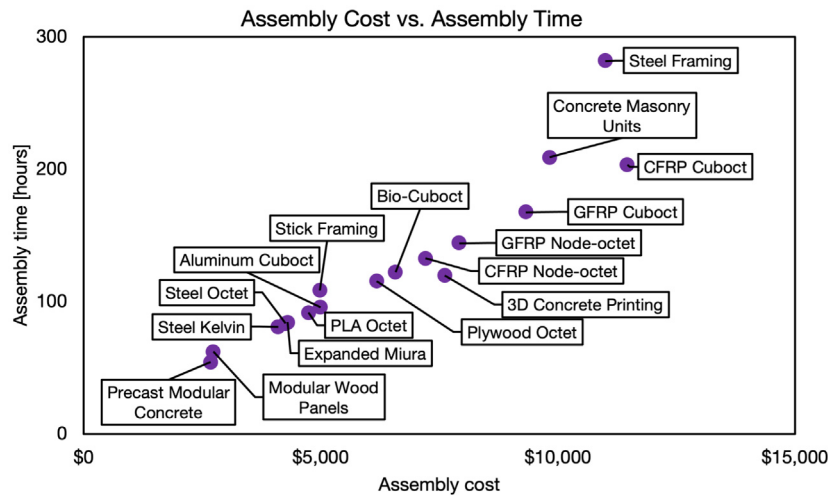 Assembly Cost vs. Assembly Time
300
Steel Framing
Concrete Masonry
Units
200
CFRP Cuboct
Bio-Cuboct
GFRP Cuboct
Stick Framing
GFRP Node-octet
Aluminum Cuboct
CFRP Node-octet
Steel Octet
3D Concrete Printing
100
Steel Kelvin
PLA Octet
Plywood Octet
Expanded Miura
Precast Modular
Concrete
Modular Wood
Panels
0
Assembly time [hours]
$0
$5,000
$10,000
$15,000
Assembly cost